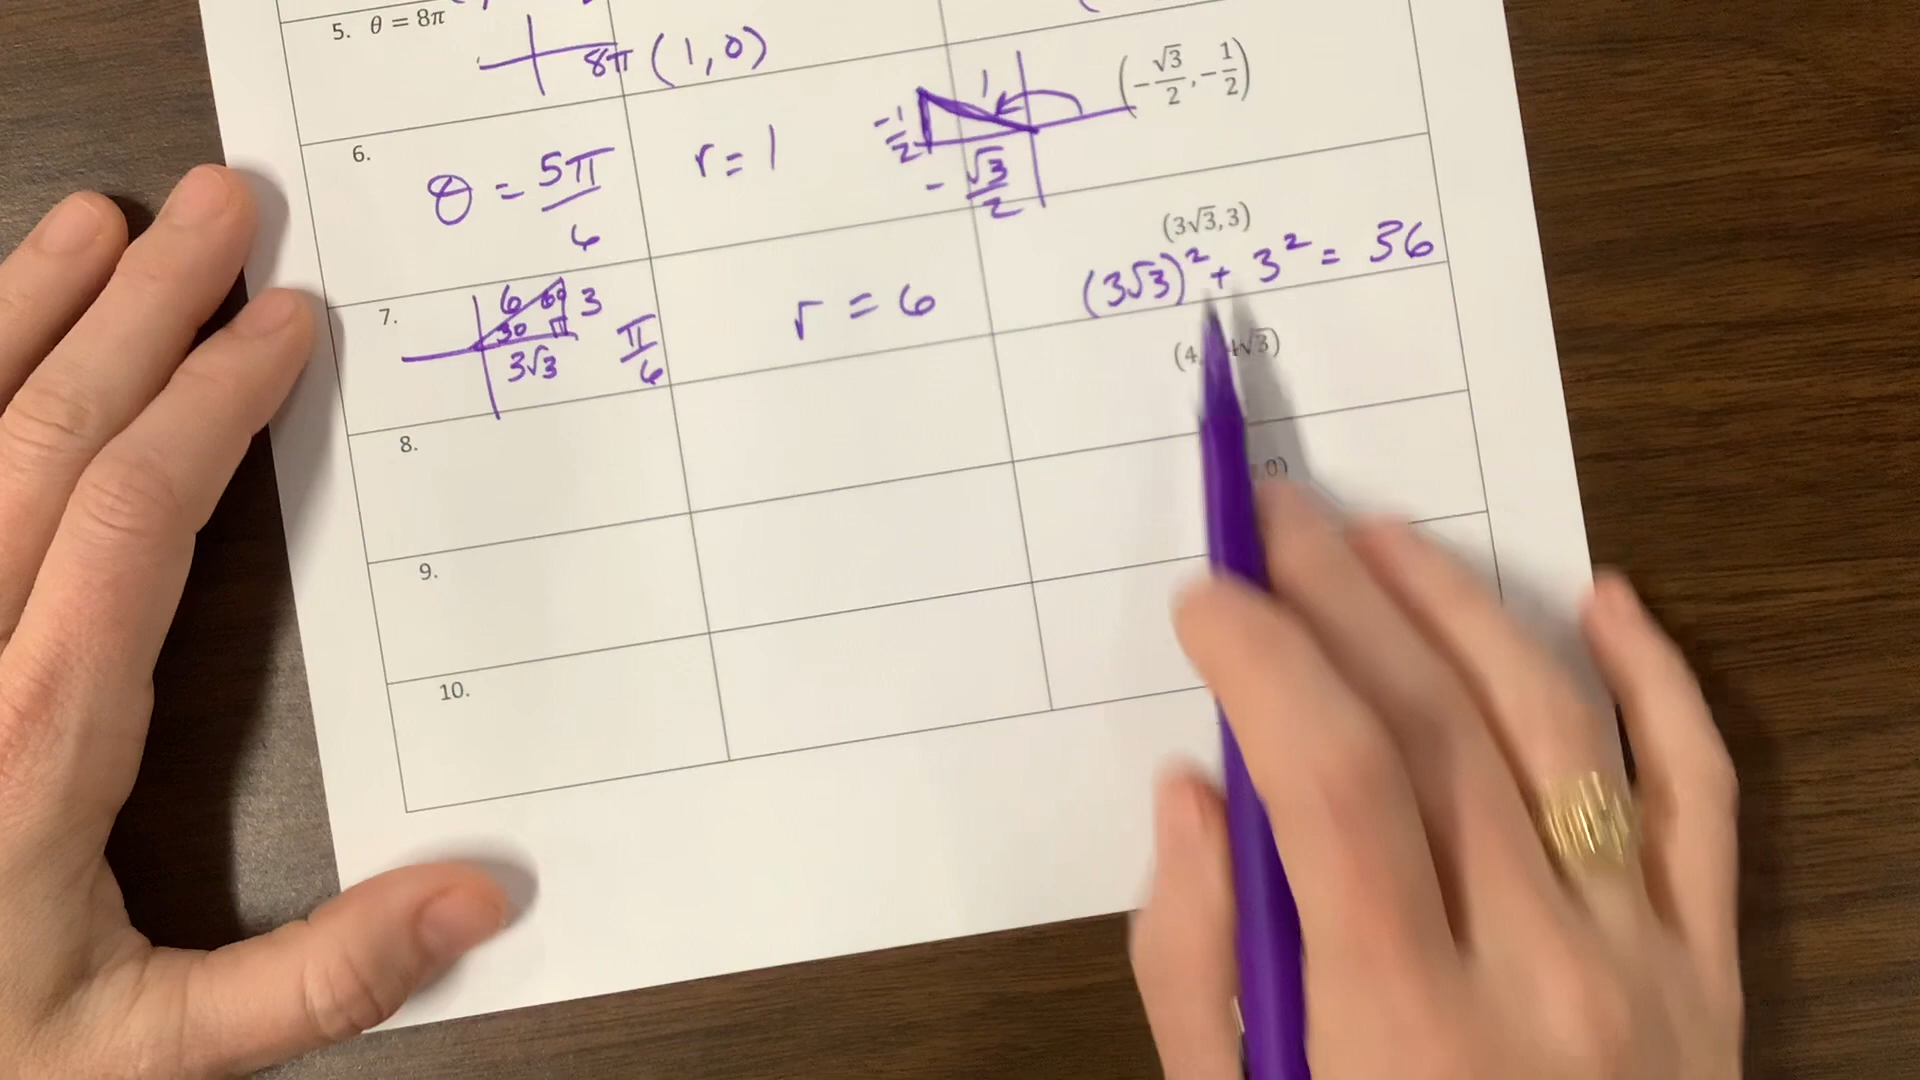 5. θ = 8π
8π (1,0)
6. θ = 5π/6
r = 1
1
-1/2
-√3/2
(-√3/2, -1/2)
7. 6 60 3
30
3√3
π/6
r = 6
(3√3, 3)
(3√3)² + 3² = 36
8.
√3)
9.
0)
10.